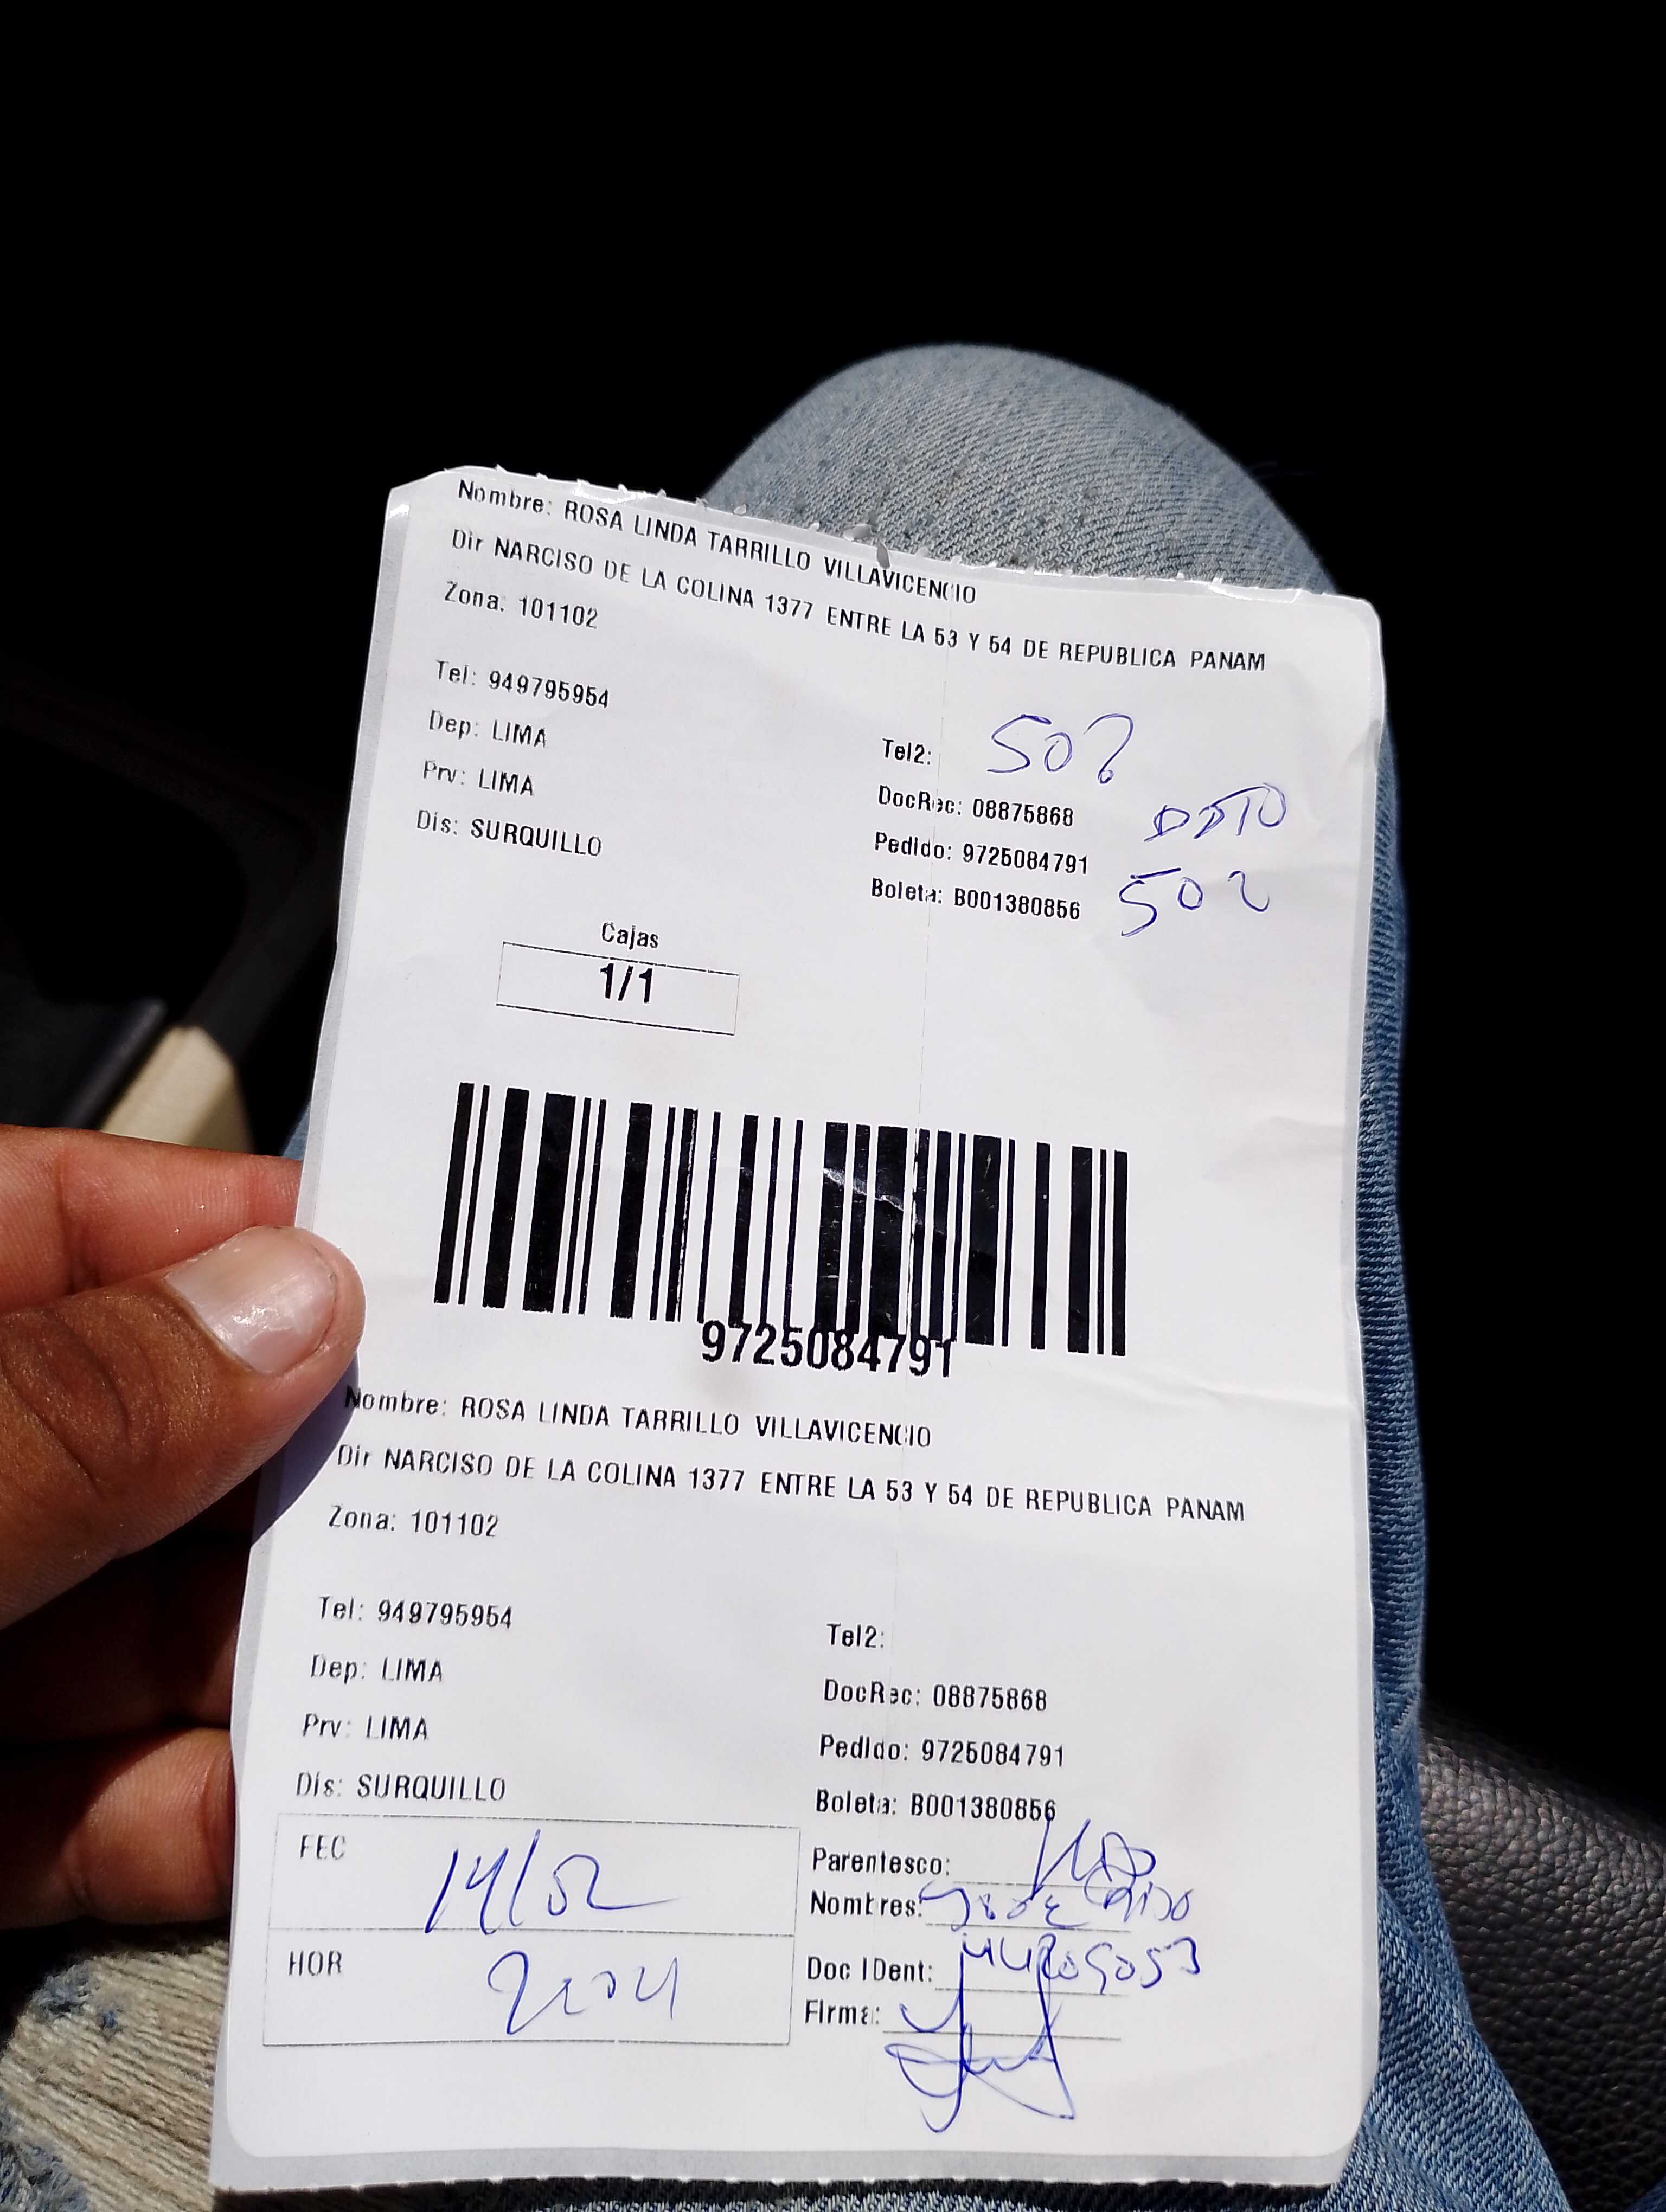 Nombre: ROSA LINDA TARRILLO VILLAVICENCIO
Dir NARCISO DE LA COLINA 1377 ENTRE LA 53 Y 54 DE REPUBLICA PANAM
Zona: 101102
Tel: 949795954
Tel2: 502
Dep: LIMA
DocRec: 08875868
DPTO
Prv: LIMA
Pedido: 9725084791
502
Dis: SURQUILLO
Boleta: B001380856
Cajas
1/1
9725084791
Nombre: ROSA LINDA TARRILLO VILLAVICENCIO
Dir NARCISO DE LA COLINA 1377 ENTRE LA 53 Y 54 DE REPUBLICA PANAM
Zona: 101102
Tel: 949795954
Tel2:
Dep: LIMA
DocRec: 08875868
Prv: LIMA
Pedido: 9725084791
Dis: SURQUILLO
Boleta: B001380856
FEC 14/02
Parentesco:
Nombres:
HOR
Doc IDent:
Firma: